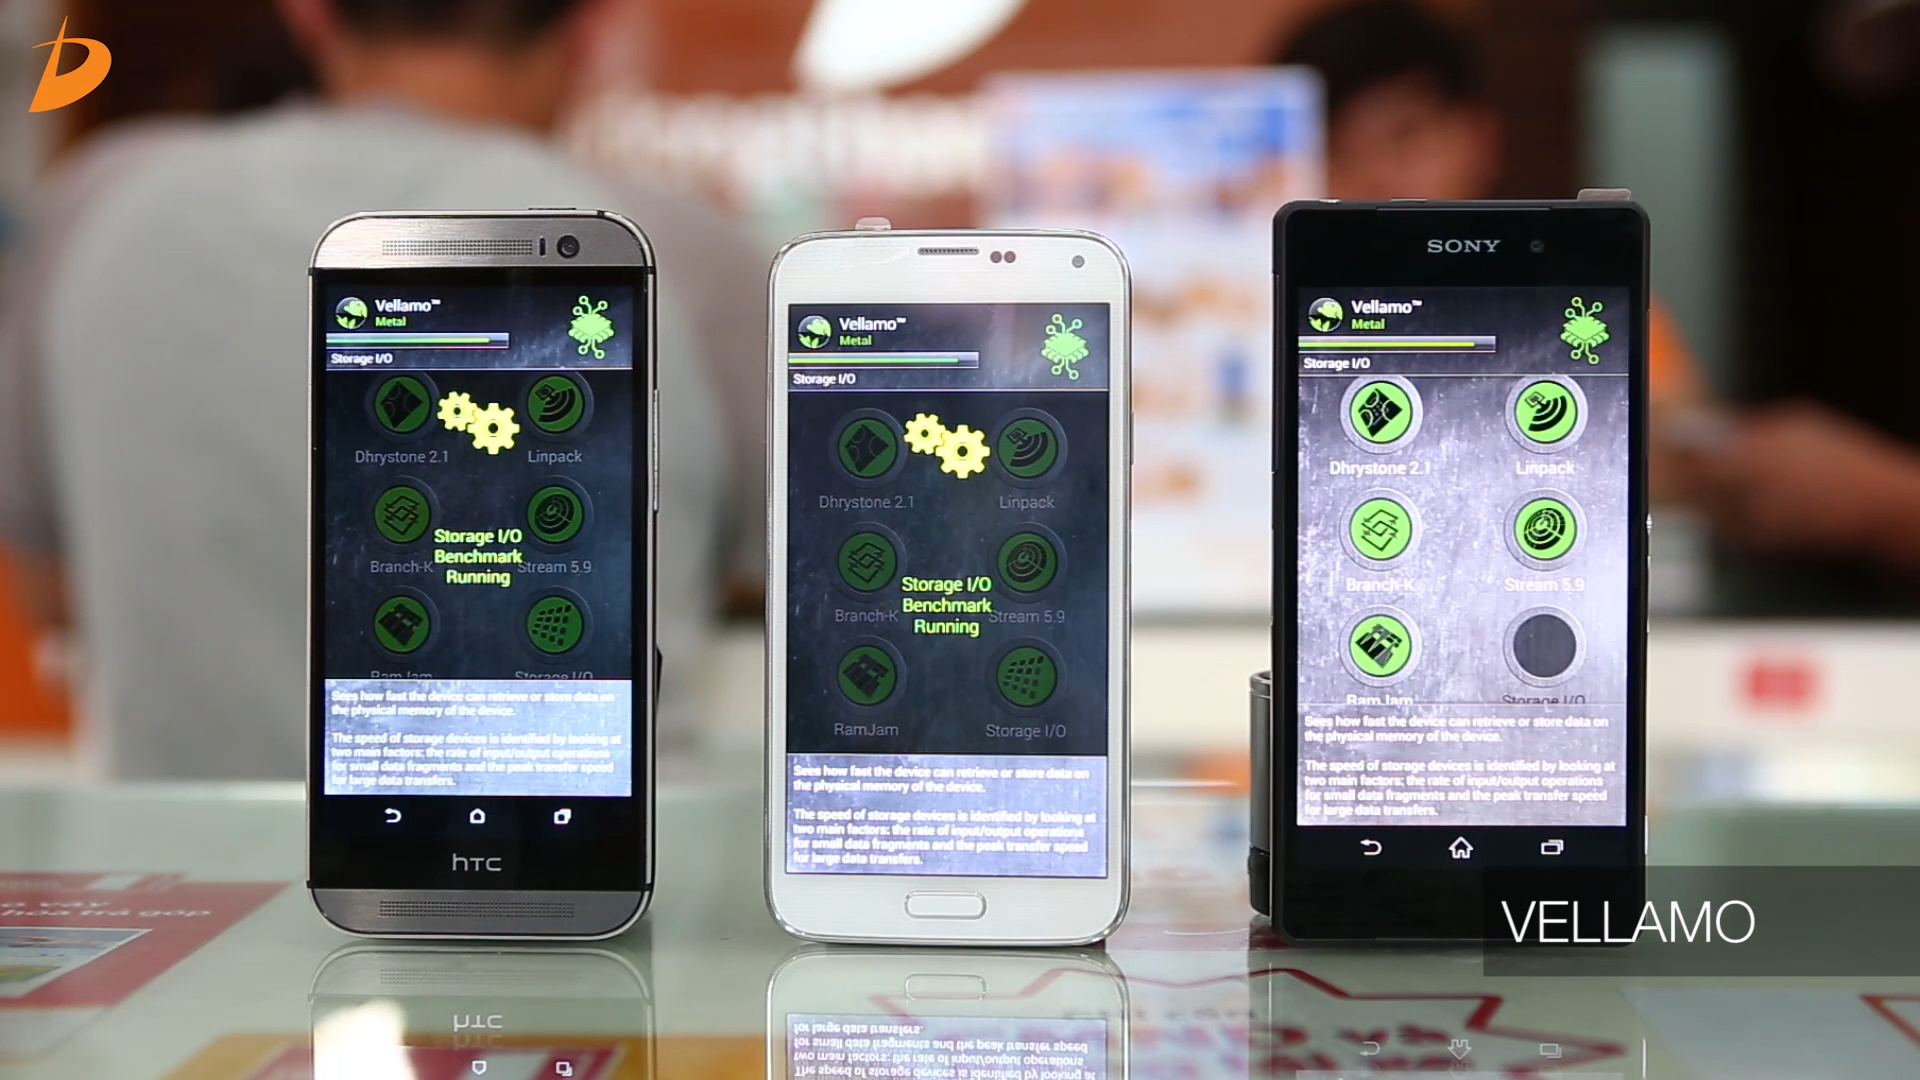 Vellamo™
Metal
Storage I/O
Dhrystone 2.1
Linpack
Storage I/O
Benchmark
Running
Branch-K
Stream 5.9
RamJam
Storage I/O
Sees how fast the device can retrieve or store data on
the physical memory of the device.
The speed of storage devices is identified by looking at
two main factors: the rate of input/output operations
for small data fragments and the peak transfer speed
for large data transfers.
hTC
Vellamo™
Metal
Storage I/O
Dhrystone 2.1
Linpack
Storage I/O
Benchmark
Running
Branch-K
Stream 5.9
RamJam
Storage I/O
Sees how fast the device can retrieve or store data on
the physical memory of the device.
The speed of storage devices is identified by looking at
two main factors: the rate of input/output operations
for small data fragments and the peak transfer speed
for large data transfers.
SONY
Vellamo™
Metal
Storage I/O
Dhrystone 2.1
Linpack
Branch-K
Stream 5.9
RamJam
Storage I/O
Sees how fast the device can retrieve or store data on
the physical memory of the device.
The speed of storage devices is identified by looking at
two main factors: the rate of input/output operations
for small data fragments and the peak transfer speed
for large data transfers.
VELLAMO
vay
hóa trả góp